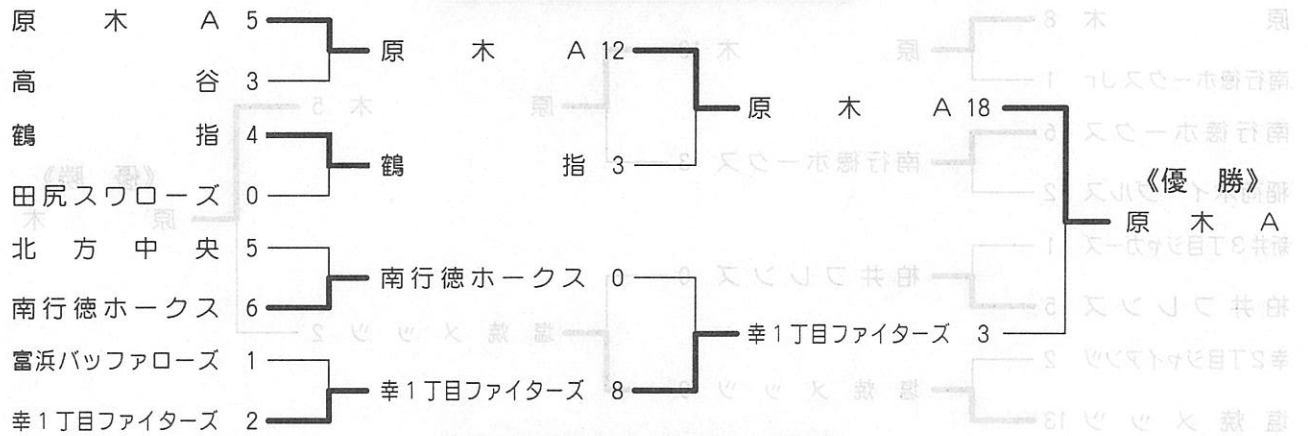 原木A 5
高谷 3
鶴指 4
田尻スワローズ 0
北方中央 5
南行徳ホークス 6
富浜バッファローズ 1
幸1丁目ファイターズ 2
原木A 12
鶴指 3
南行徳ホークス 0
幸1丁目ファイターズ 8
原木A 18
幸1丁目ファイターズ 3
《優勝》
原木A